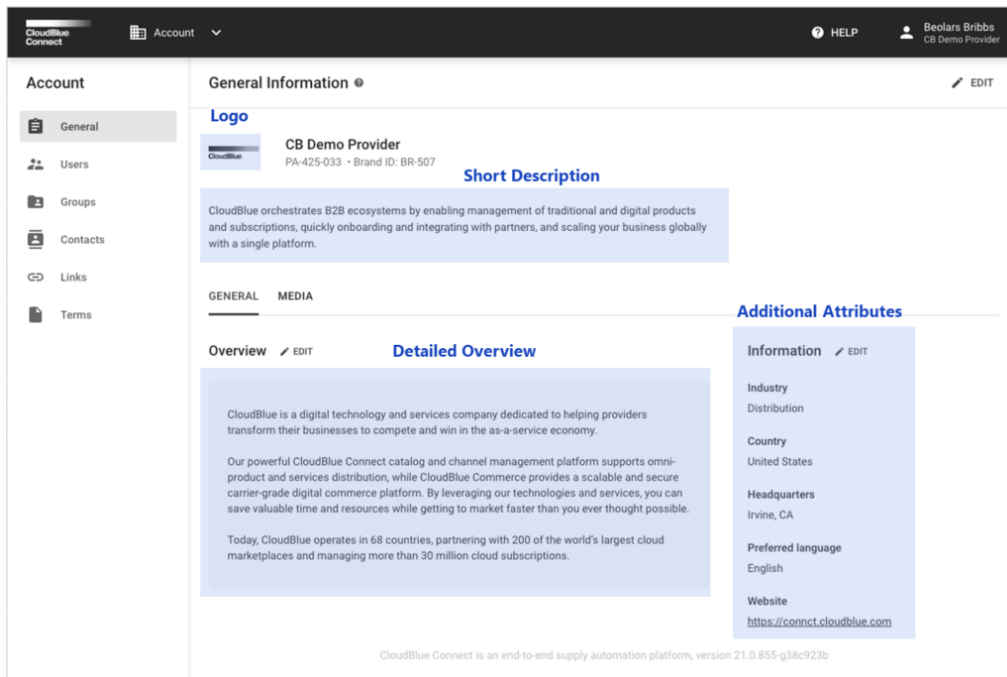 CloudBlue
Connect
Account
HELP
Beolars Bribbs
CB Demo Provider
Account
General
Users
Groups
Contacts
Links
Terms
General Information
EDIT
Logo
CloudBlue
CB Demo Provider
PA-425-033 • Brand ID: BR-507
Short Description
CloudBlue orchestrates B2B ecosystems by enabling management of traditional and digital products
and subscriptions, quickly onboarding and integrating with partners, and scaling your business globally
with a single platform.
GENERAL MEDIA
Overview EDIT
Detailed Overview
CloudBlue is a digital technology and services company dedicated to helping providers
transform their businesses to compete and win in the as-a-service economy.
Our powerful CloudBlue Connect catalog and channel management platform supports omni-
product and services distribution, while CloudBlue Commerce provides a scalable and secure
carrier-grade digital commerce platform. By leveraging our technologies and services, you can
save valuable time and resources while getting to market faster than you ever thought possible.
Today, CloudBlue operates in 68 countries, partnering with 200 of the world's largest cloud
marketplaces and managing more than 30 million cloud subscriptions.
Additional Attributes
Information EDIT
Industry
Distribution
Country
United States
Headquarters
Irvine, CA
Preferred language
English
Website
https://connct.cloudblue.com
CloudBlue Connect is an end-to-end supply automation platform, version 21.0.855-g38c923b